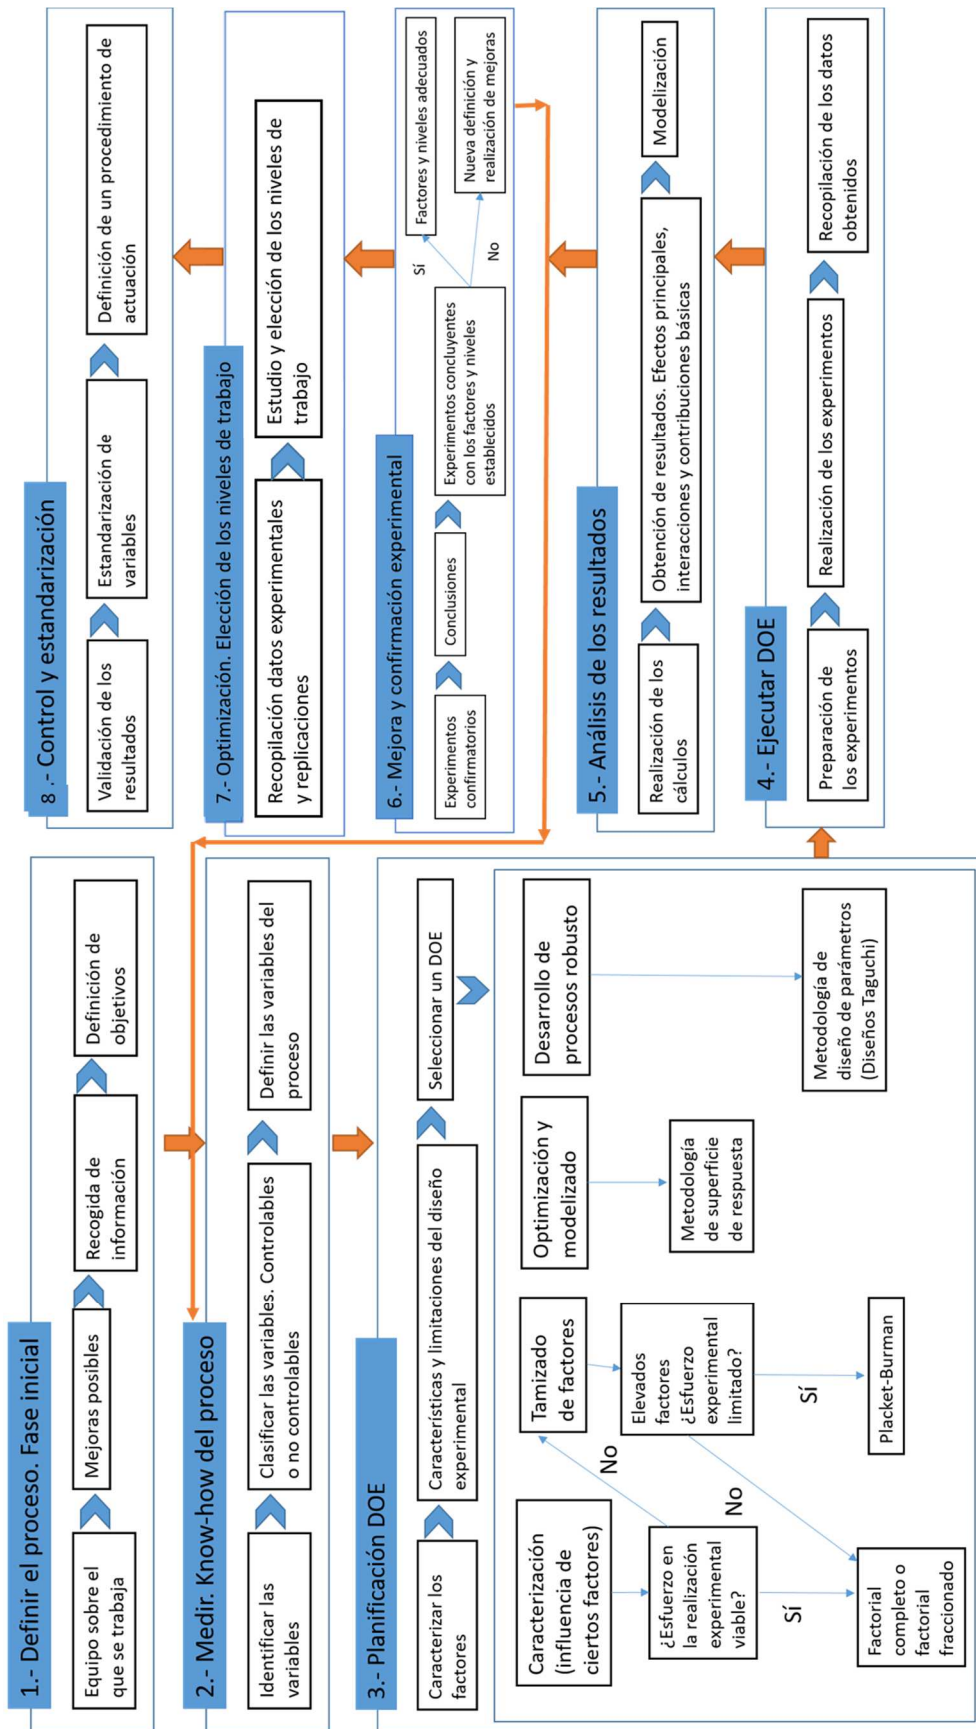 1.- Definir el proceso. Fase inicial
Equipo sobre el
que se trabaja
Mejoras posibles
Recogida de
información
Definición de
objetivos
2.- Medir. Know-how del proceso
Identificar las
variables
Clasificar las variables. Controlables
o no controlables
Definir las variables del
proceso
3.- Planificación DOE
Caracterizar los
factores
Características y limitaciones del diseño
experimental
Seleccionar un DOE
Caracterización
(influencia de
ciertos factores)
¿Esfuerzo en
la realización
experimental
viable?
Sí
No
Factorial
completo o
factorial
fraccionado
Tamizado
de factores
Elevados
factores
¿Esfuerzo
experimental
limitado?
No
Sí
Placket-Burman
Optimización y
modelizado
Metodología
de superficie
de respuesta
Desarrollo de
procesos robusto
Metodología de
diseño de parámetros
(Diseños Taguchi)
4.- Ejecutar DOE
Preparación de
los experimentos
Realización de los experimentos
Recopilación de los datos
obtenidos
5.- Análisis de los resultados
Realización de los
cálculos
Obtención de resultados. Efectos principales,
interacciones y contribuciones básicas
Modelización
6.- Mejora y confirmación experimental
Experimentos
confirmatorios
Conclusiones
Experimentos concluyentes
con los factores y niveles
establecidos
Sí
No
Factores y niveles adecuados
Nueva definición y
realización de mejoras
7.- Optimización. Elección de los niveles de trabajo
Recopilación datos experimentales
y replicaciones
Estudio y elección de los niveles de
trabajo
8 .- Control y estandarización
Validación de los
resultados
Estandarización de
variables
Definición de un procedimiento de
actuación